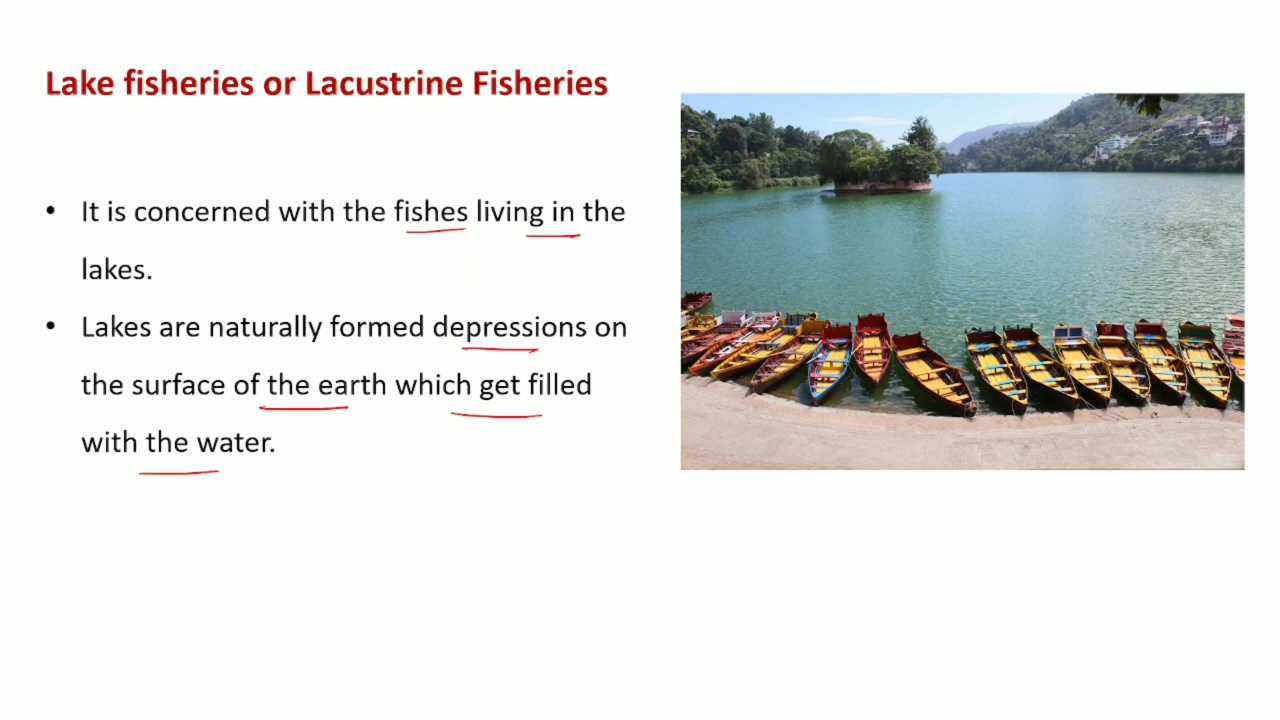 Lake fisheries or Lacustrine Fisheries
• It is concerned with the fishes living in the
lakes.
• Lakes are naturally formed depressions on
the surface of the earth which get filled
with the water.